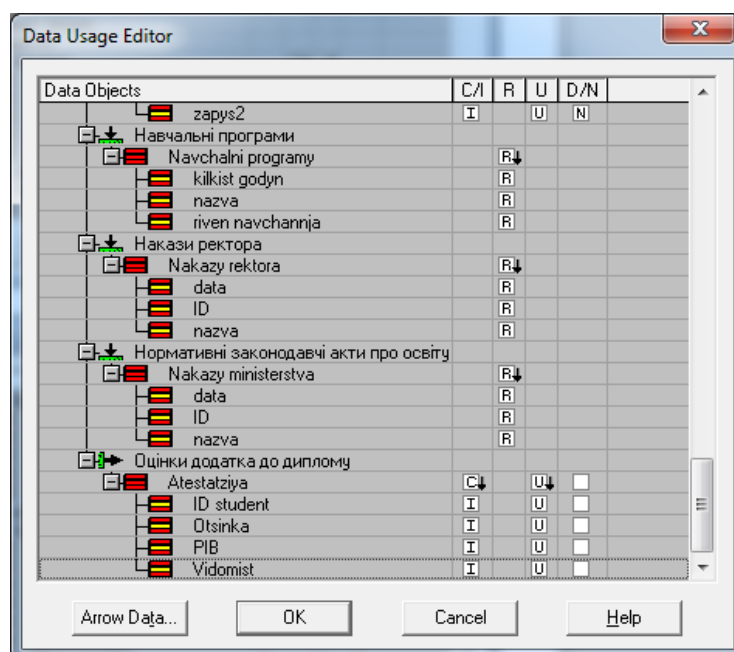 Data Usage Editor
Data Objects C/I R U D/N
zapys2 I U N
Навчальні програми
Navchalni programy R
kilkist godyn R
nazva R
riven navchannja R
Накази ректора
Nakazy rektora R
data R
ID R
nazva R
Нормативні законодавчі акти про освіту
Nakazy ministerstva R
data R
ID R
nazva R
Оцінки додатка до диплому
Atestatziya C U
ID student I U
Otsinka I U
PIB I U
Vidomist I U
Arrow Data... OK Cancel Help